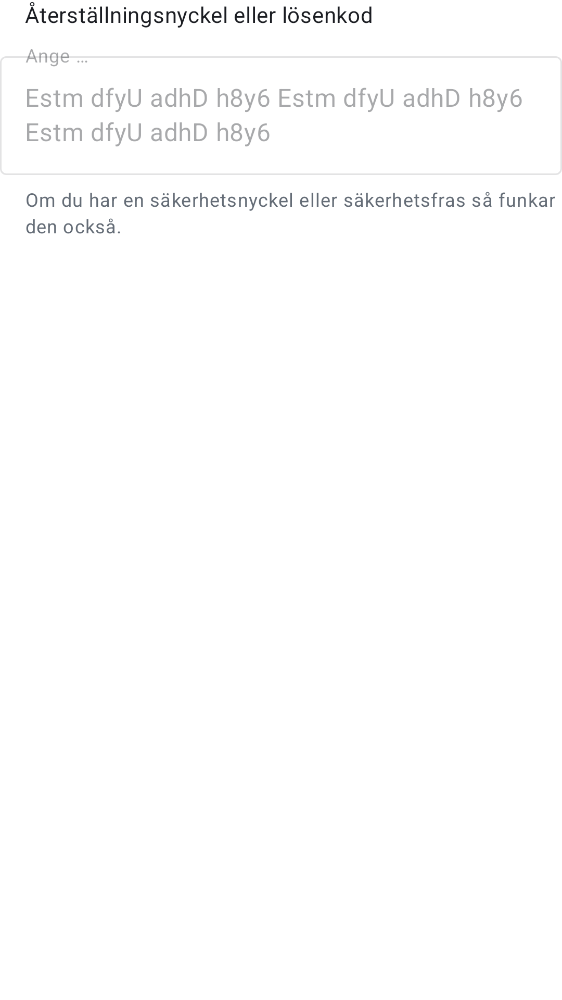 Återställningsnyckel eller lösenkod
Ange …
Estm dfyU adhD h8y6 Estm dfyU adhD h8y6
Estm dfyU adhD h8y6
Om du har en säkerhetsnyckel eller säkerhetsfras så funkar
den också.